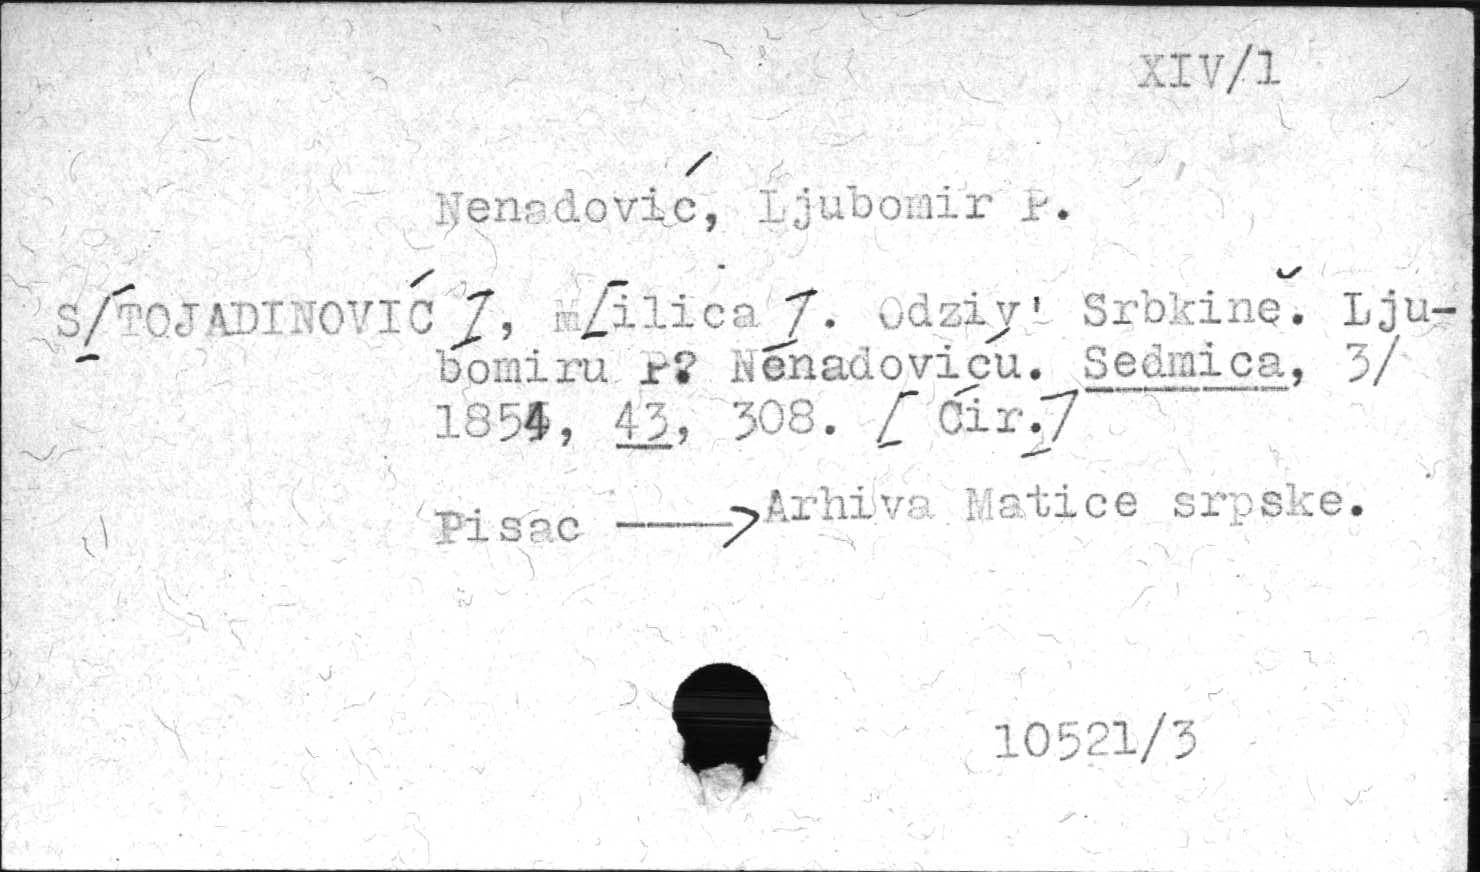 XIV/1
Nenadović, Ljubomir P.
S[TOJADINOVIĆ], M[ilica]. Odziv' Srbkině. Lju-
bomiru P? Nenadoviću. Sedmica, 3/
1854, 43, 308. [Ćir.]
Pisac → Arhiva Matice srpske.
10521/3